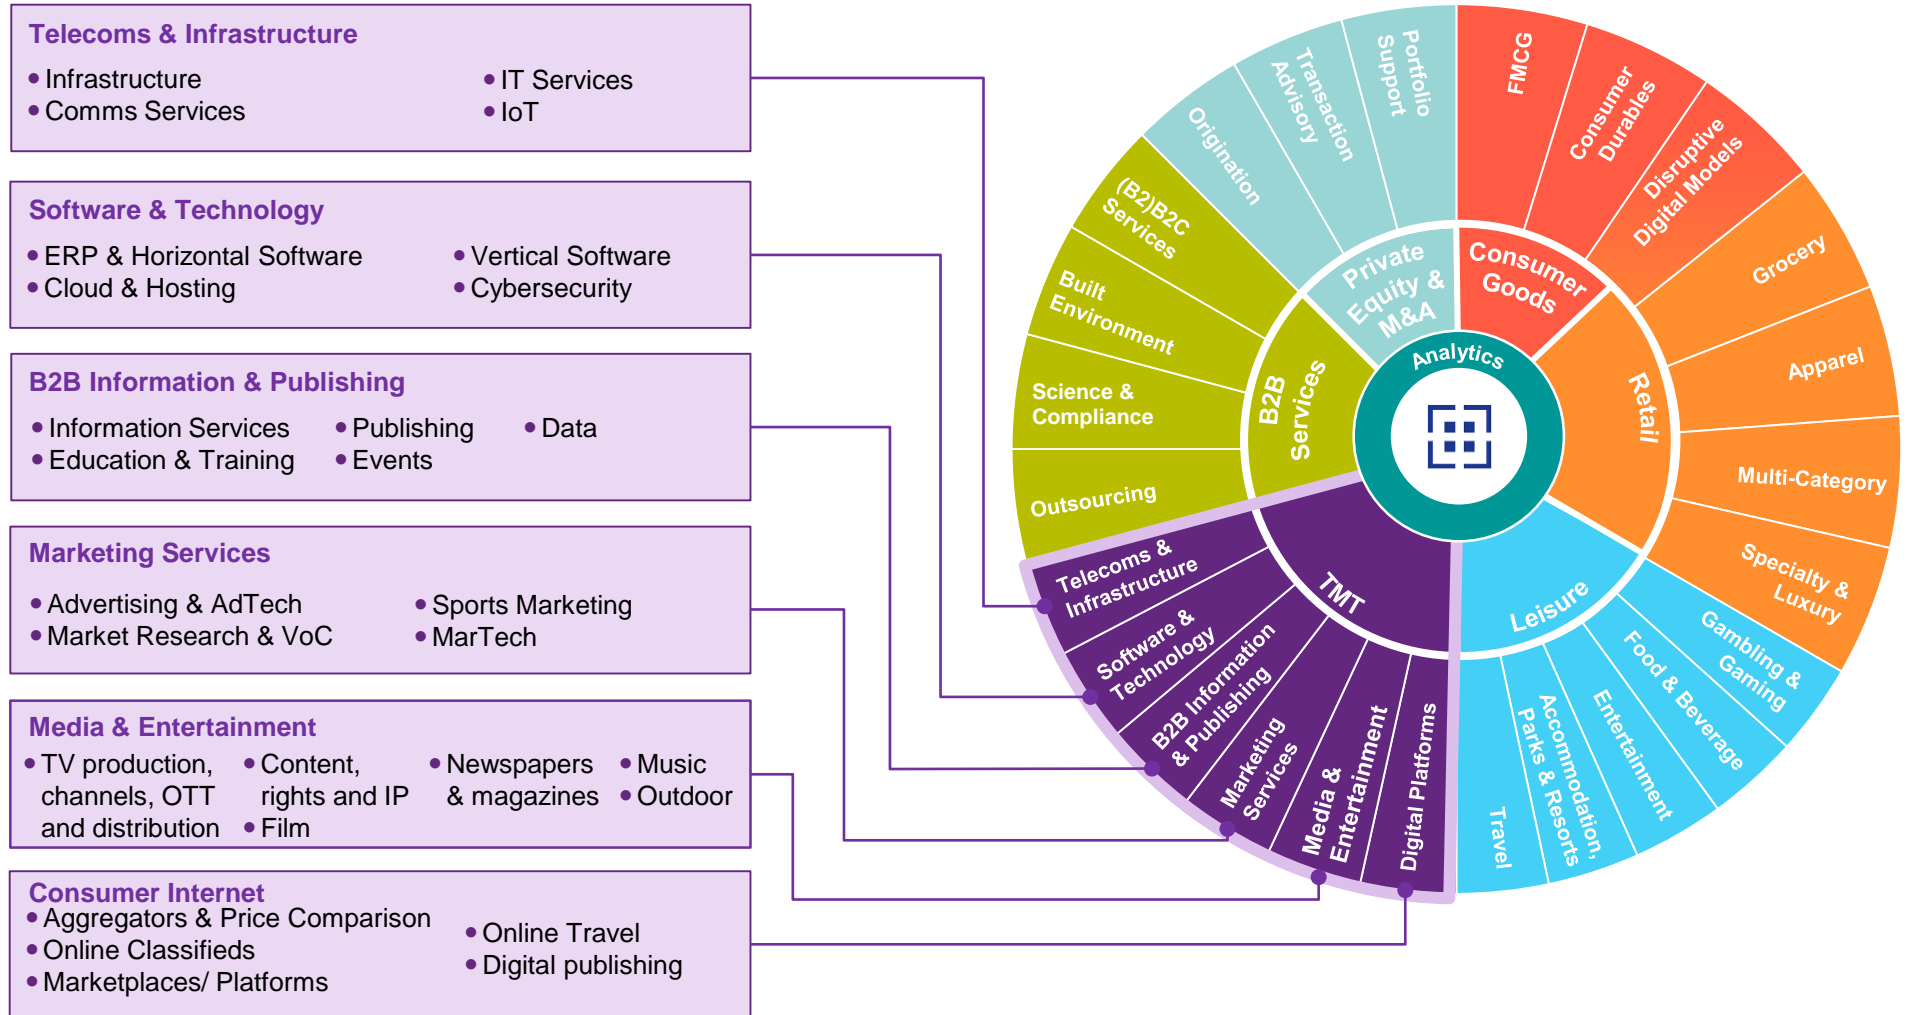 Telecoms & Infrastructure
• Infrastructure
• Comms Services
• IT Services
• IoT
Software & Technology
• ERP & Horizontal Software
• Cloud & Hosting
• Vertical Software
• Cybersecurity
B2B Information & Publishing
• Information Services
• Education & Training
• Publishing
• Events
• Data
Marketing Services
• Advertising & AdTech
• Market Research & VoC
• Sports Marketing
• MarTech
Media & Entertainment
• TV production,
channels, OTT
and distribution
• Content,
rights and IP
• Film
• Newspapers
& magazines
• Music
• Outdoor
Consumer Internet
• Aggregators & Price Comparison
• Online Classifieds
• Marketplaces/ Platforms
• Online Travel
• Digital publishing
Analytics
Private
Equity &
M&A
Origination
Transaction
Advisory
Portfolio
Support
Consumer
Goods
FMCG
Consumer
Durables
Disruptive
Digital Models
Retail
Grocery
Apparel
Multi-Category
Specialty &
Luxury
Leisure
Gambling &
Gaming
Food & Beverage
Entertainment
Accommodation,
Parks & Resorts
Travel
TMT
Digital Platforms
Media &
Entertainment
Marketing
Services
B2B Information
& Publishing
Software &
Technology
Telecoms &
Infrastructure
B2B
Services
Outsourcing
Science &
Compliance
Built
Environment
(B2)B2C
Services